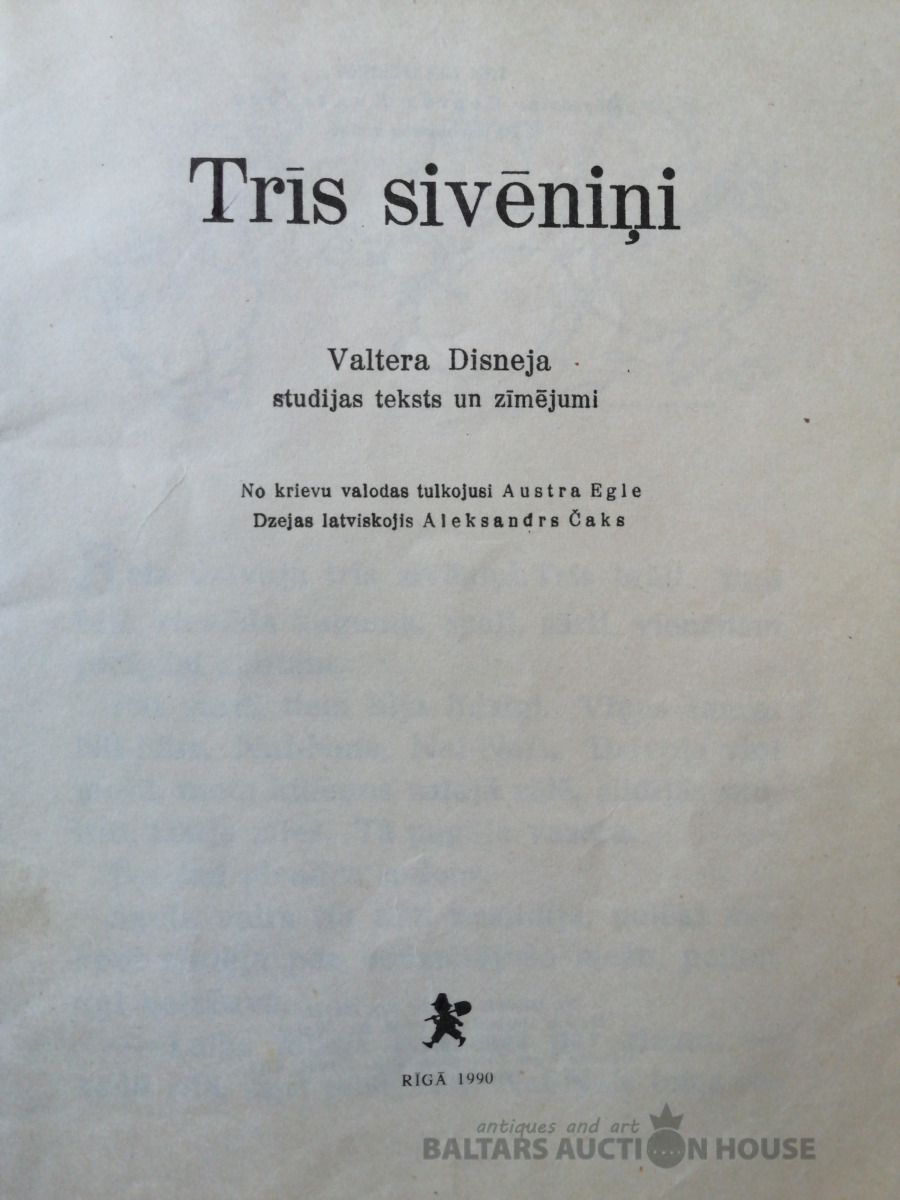 Trīs sivēniņi
Valtera Disneja
studijas teksts un zīmējumi
No krievu valodas tulkojusi Austra Egle
Dzejas latviskojis Aleksandrs Čaks
RĪGĀ 1990
antiques and art
BALTARS AUCTION HOUSE